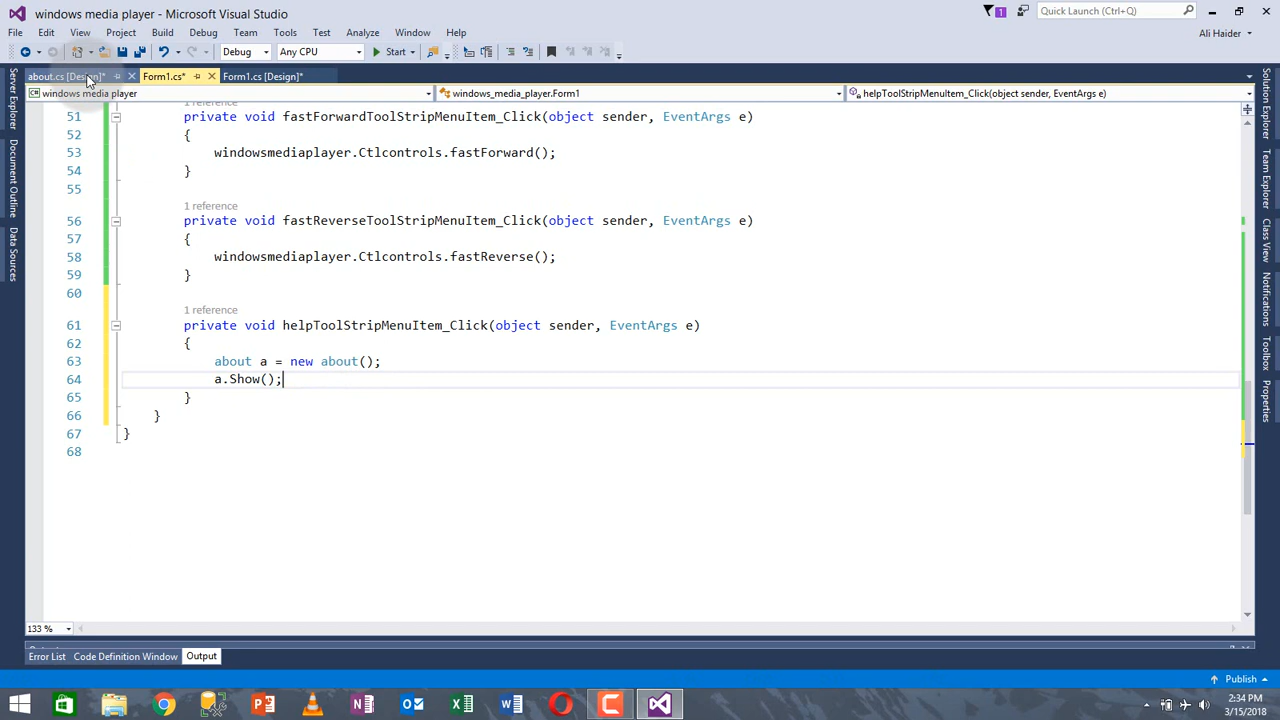 windows media player - Microsoft Visual Studio
1
Quick Launch (Ctrl+Q)
File Edit View Project Build Debug Team Tools Test Analyze Window Help
Ali Haider
Debug
Any CPU
Start
about.cs [Design]*
Form1.cs*
Form1.cs [Design]*
windows media player
windows_media_player.Form1
helpToolStripMenuItem_Click(object sender, EventArgs e)
Server Explorer
Document Outline
Data Sources
1 reference
51 private void fastForwardToolStripMenuItem_Click(object sender, EventArgs e)
52 {
53 windowsmediaplayer.Ctlcontrols.fastForward();
54 }
55
1 reference
56 private void fastReverseToolStripMenuItem_Click(object sender, EventArgs e)
57 {
58 windowsmediaplayer.Ctlcontrols.fastReverse();
59 }
60
1 reference
61 private void helpToolStripMenuItem_Click(object sender, EventArgs e)
62 {
63 about a = new about();
64 a.Show();
65 }
66 }
67 }
68
Solution Explorer
Team Explorer
Class View
Notifications
Properties
133 %
Error List Code Definition Window Output
Publish
2:34 PM
3/15/2018